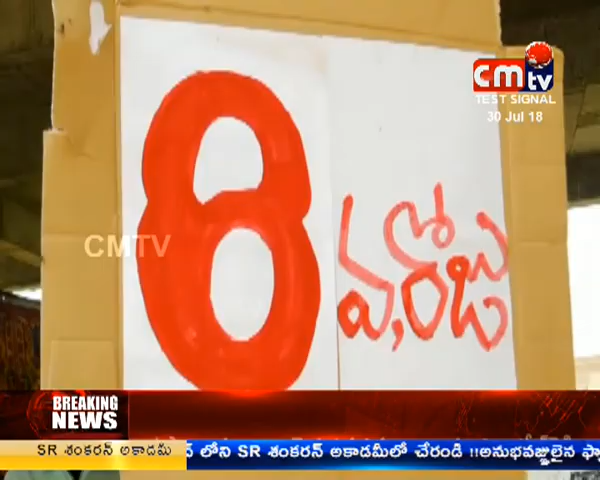 cmtv
TEST SIGNAL
30 Jul 18
8 వ, రోజు
CMTV
BREAKING
NEWS
SR శంకరన్ అకాడమీ
లోని SR శంకరన్ అకాడమీలో చేరండి !!అనుభవజ్ఞులైన